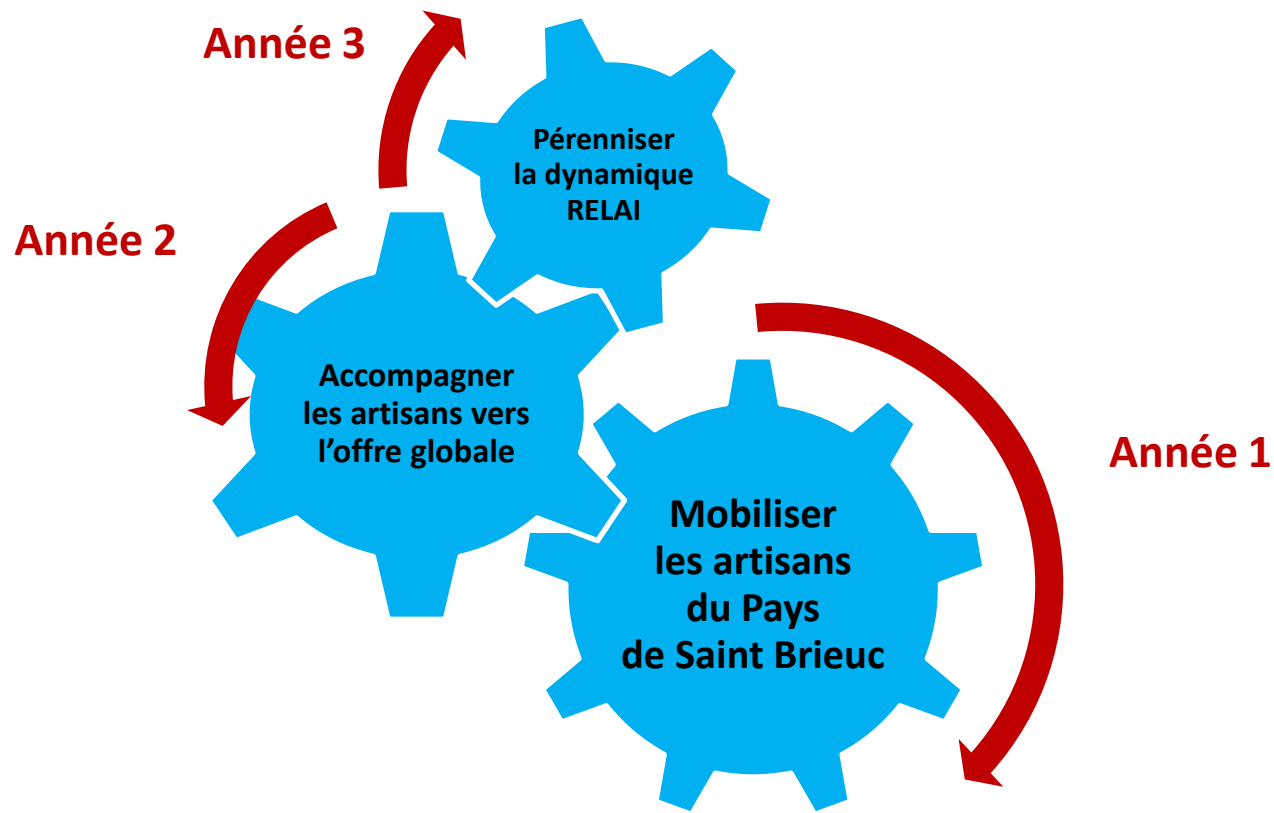 Année 3
Pérenniser
la dynamique
RELAI
Année 2
Accompagner
les artisans vers
l’offre globale
Année 1
Mobiliser
les artisans
du Pays
de Saint Brieuc